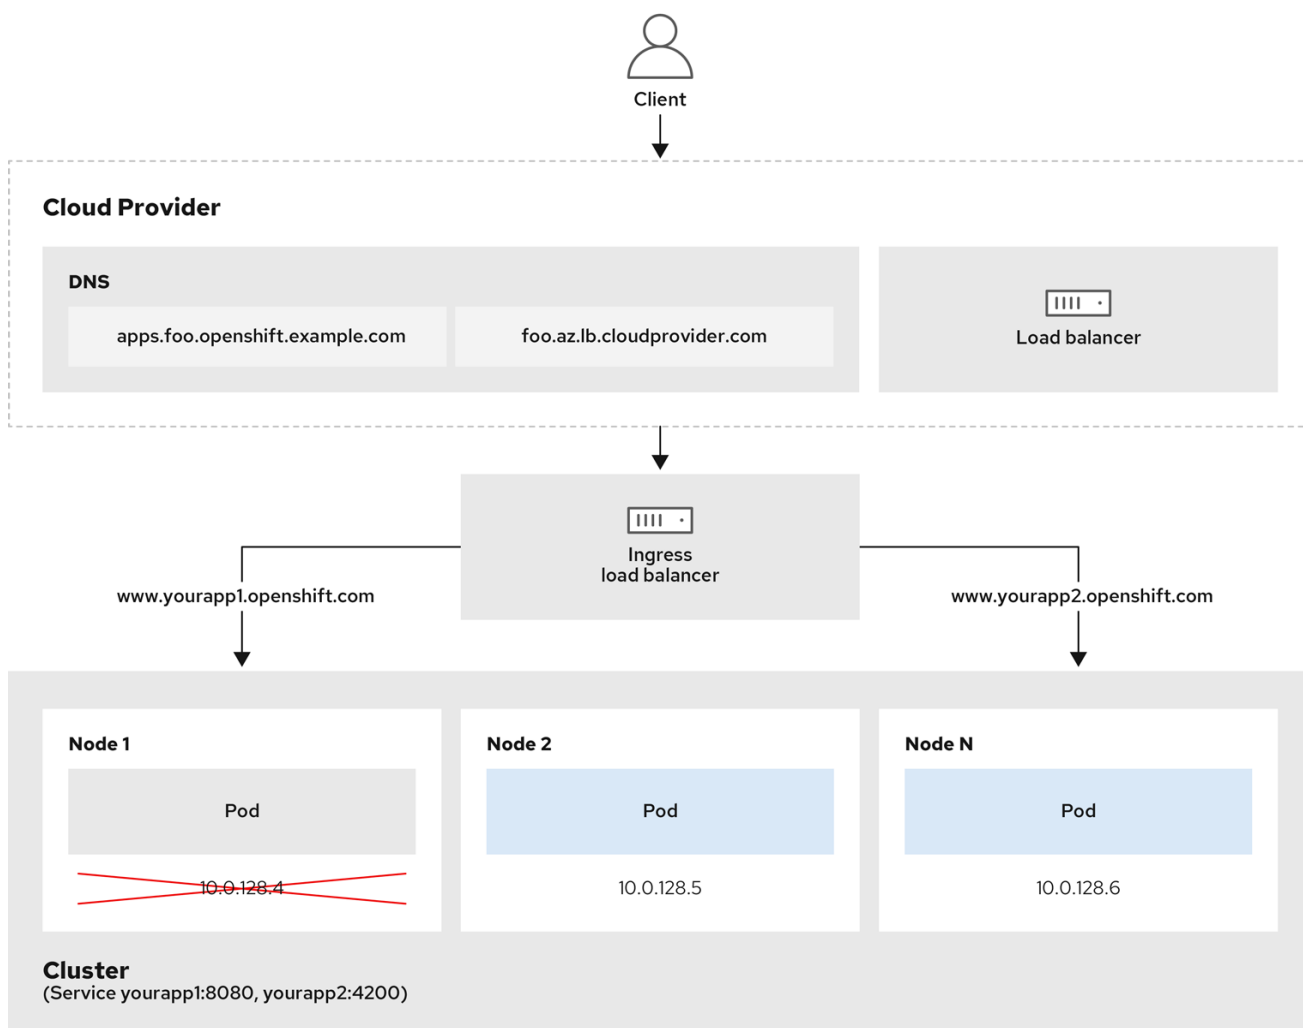 Client
Cloud Provider
DNS
apps.foo.openshift.example.com
foo.az.lb.cloudprovider.com
Load balancer
Ingress
load balancer
www.yourapp1.openshift.com
www.yourapp2.openshift.com
Node 1
Pod
10.0.128.4
Node 2
Pod
10.0.128.5
Node N
Pod
10.0.128.6
Cluster
(Service yourapp1:8080, yourapp2:4200)